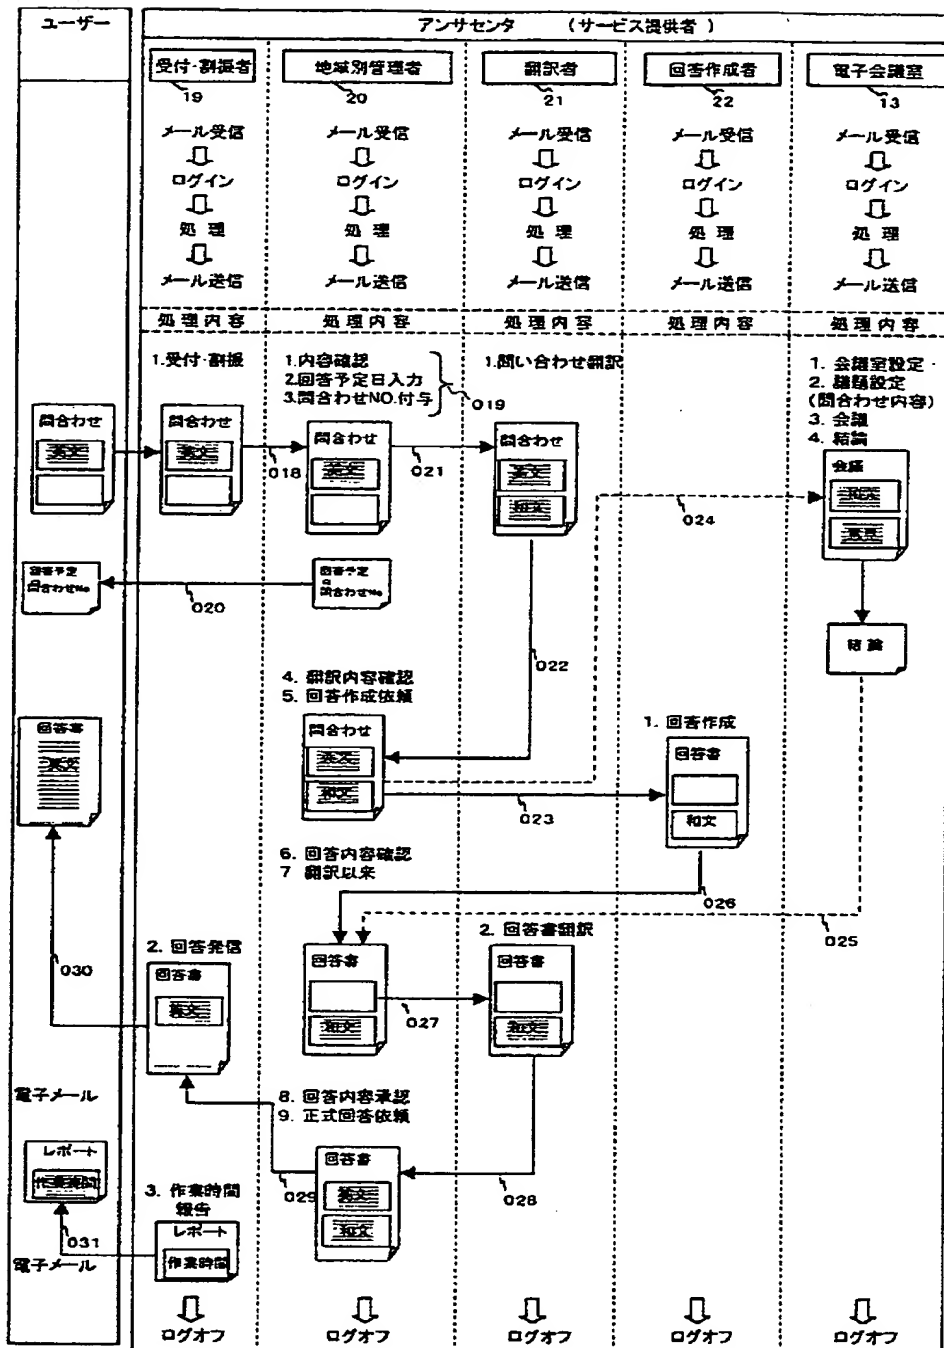 ユーザー
アンサセンタ (サービス提供者)
受付・割振者 地域別管理者 翻訳者 回答作成者 電子会議室
19 20 21 22 13
メール受信 メール受信 メール受信 メール受信 メール受信
ログイン ログイン ログイン ログイン ログイン
処理 処理 処理 処理 処理
メール送信 メール送信 メール送信 メール送信 メール送信
処理内容 処理内容 処理内容 処理内容 処理内容
1.受付・割振
1.内容確認
2.回答予定日入力
3.問合わせNO.付与
019
1.問い合わせ翻訳
1. 会議室設定
2. 議題設定
(問合わせ内容)
3. 会議
4. 結論
問合わせ
英文
問合わせ
英文
018
問合わせ
英文
021
問合わせ
英文
和文
024
会議
和文
意見
回答予定
日
問合わせNo
020
回答予定
日
問合わせNo
022
結論
4. 翻訳内容確認
5. 回答作成依頼
問合わせ
英文
和文
023
1. 回答作成
回答書
和文
回答書
英文
6. 回答内容確認
7 翻訳以来
026
025
030
2. 回答発信
回答書
英文
回答書
和文
027
2. 回答書翻訳
回答書
和文
電子メール
8. 回答内容承認
9. 正式回答依頼
029
回答書
英文
和文
028
レポート
作業時間
031
電子メール
3. 作業時間
報告
レポート
作業時間
ログオフ ログオフ ログオフ ログオフ ログオフ